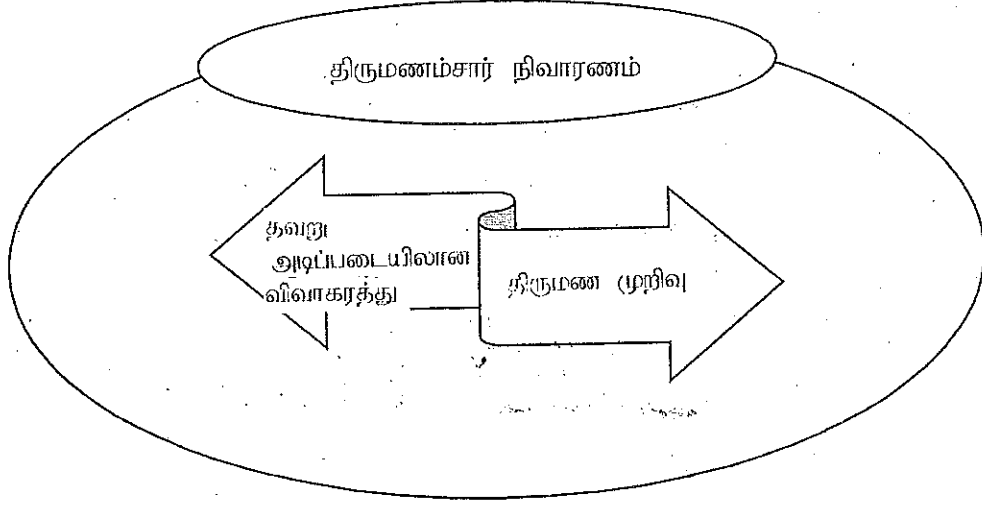 திருமணம்சார் நிவாரணம்
தவறு
அடிப்படையிலான
விவாகரத்து
திருமண முறிவு